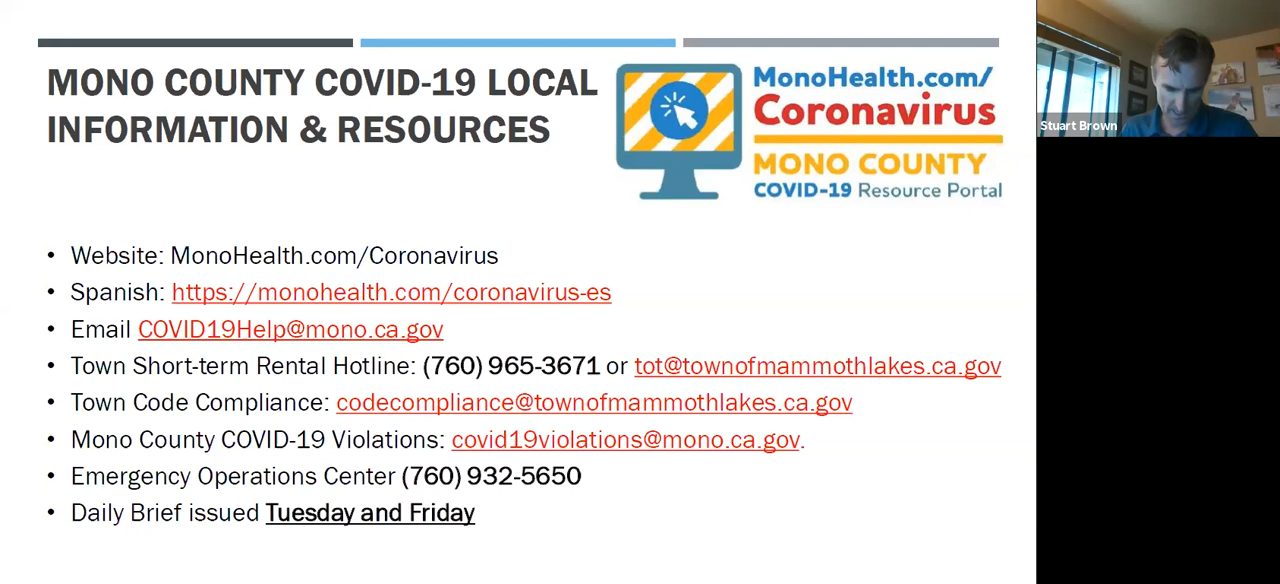 MONO COUNTY COVID-19 LOCAL
INFORMATION & RESOURCES
MonoHealth.com/
Coronavirus
MONO COUNTY
COVID-19 Resource Portal
Stuart Brown
• Website: MonoHealth.com/Coronavirus
• Spanish: https://monohealth.com/coronavirus-es
• Email COVID19Help@mono.ca.gov
• Town Short-term Rental Hotline: (760) 965-3671 or tot@townofmammothlakes.ca.gov
• Town Code Compliance: codecompliance@townofmammothlakes.ca.gov
• Mono County COVID-19 Violations: covid19violations@mono.ca.gov.
• Emergency Operations Center (760) 932-5650
• Daily Brief issued Tuesday and Friday